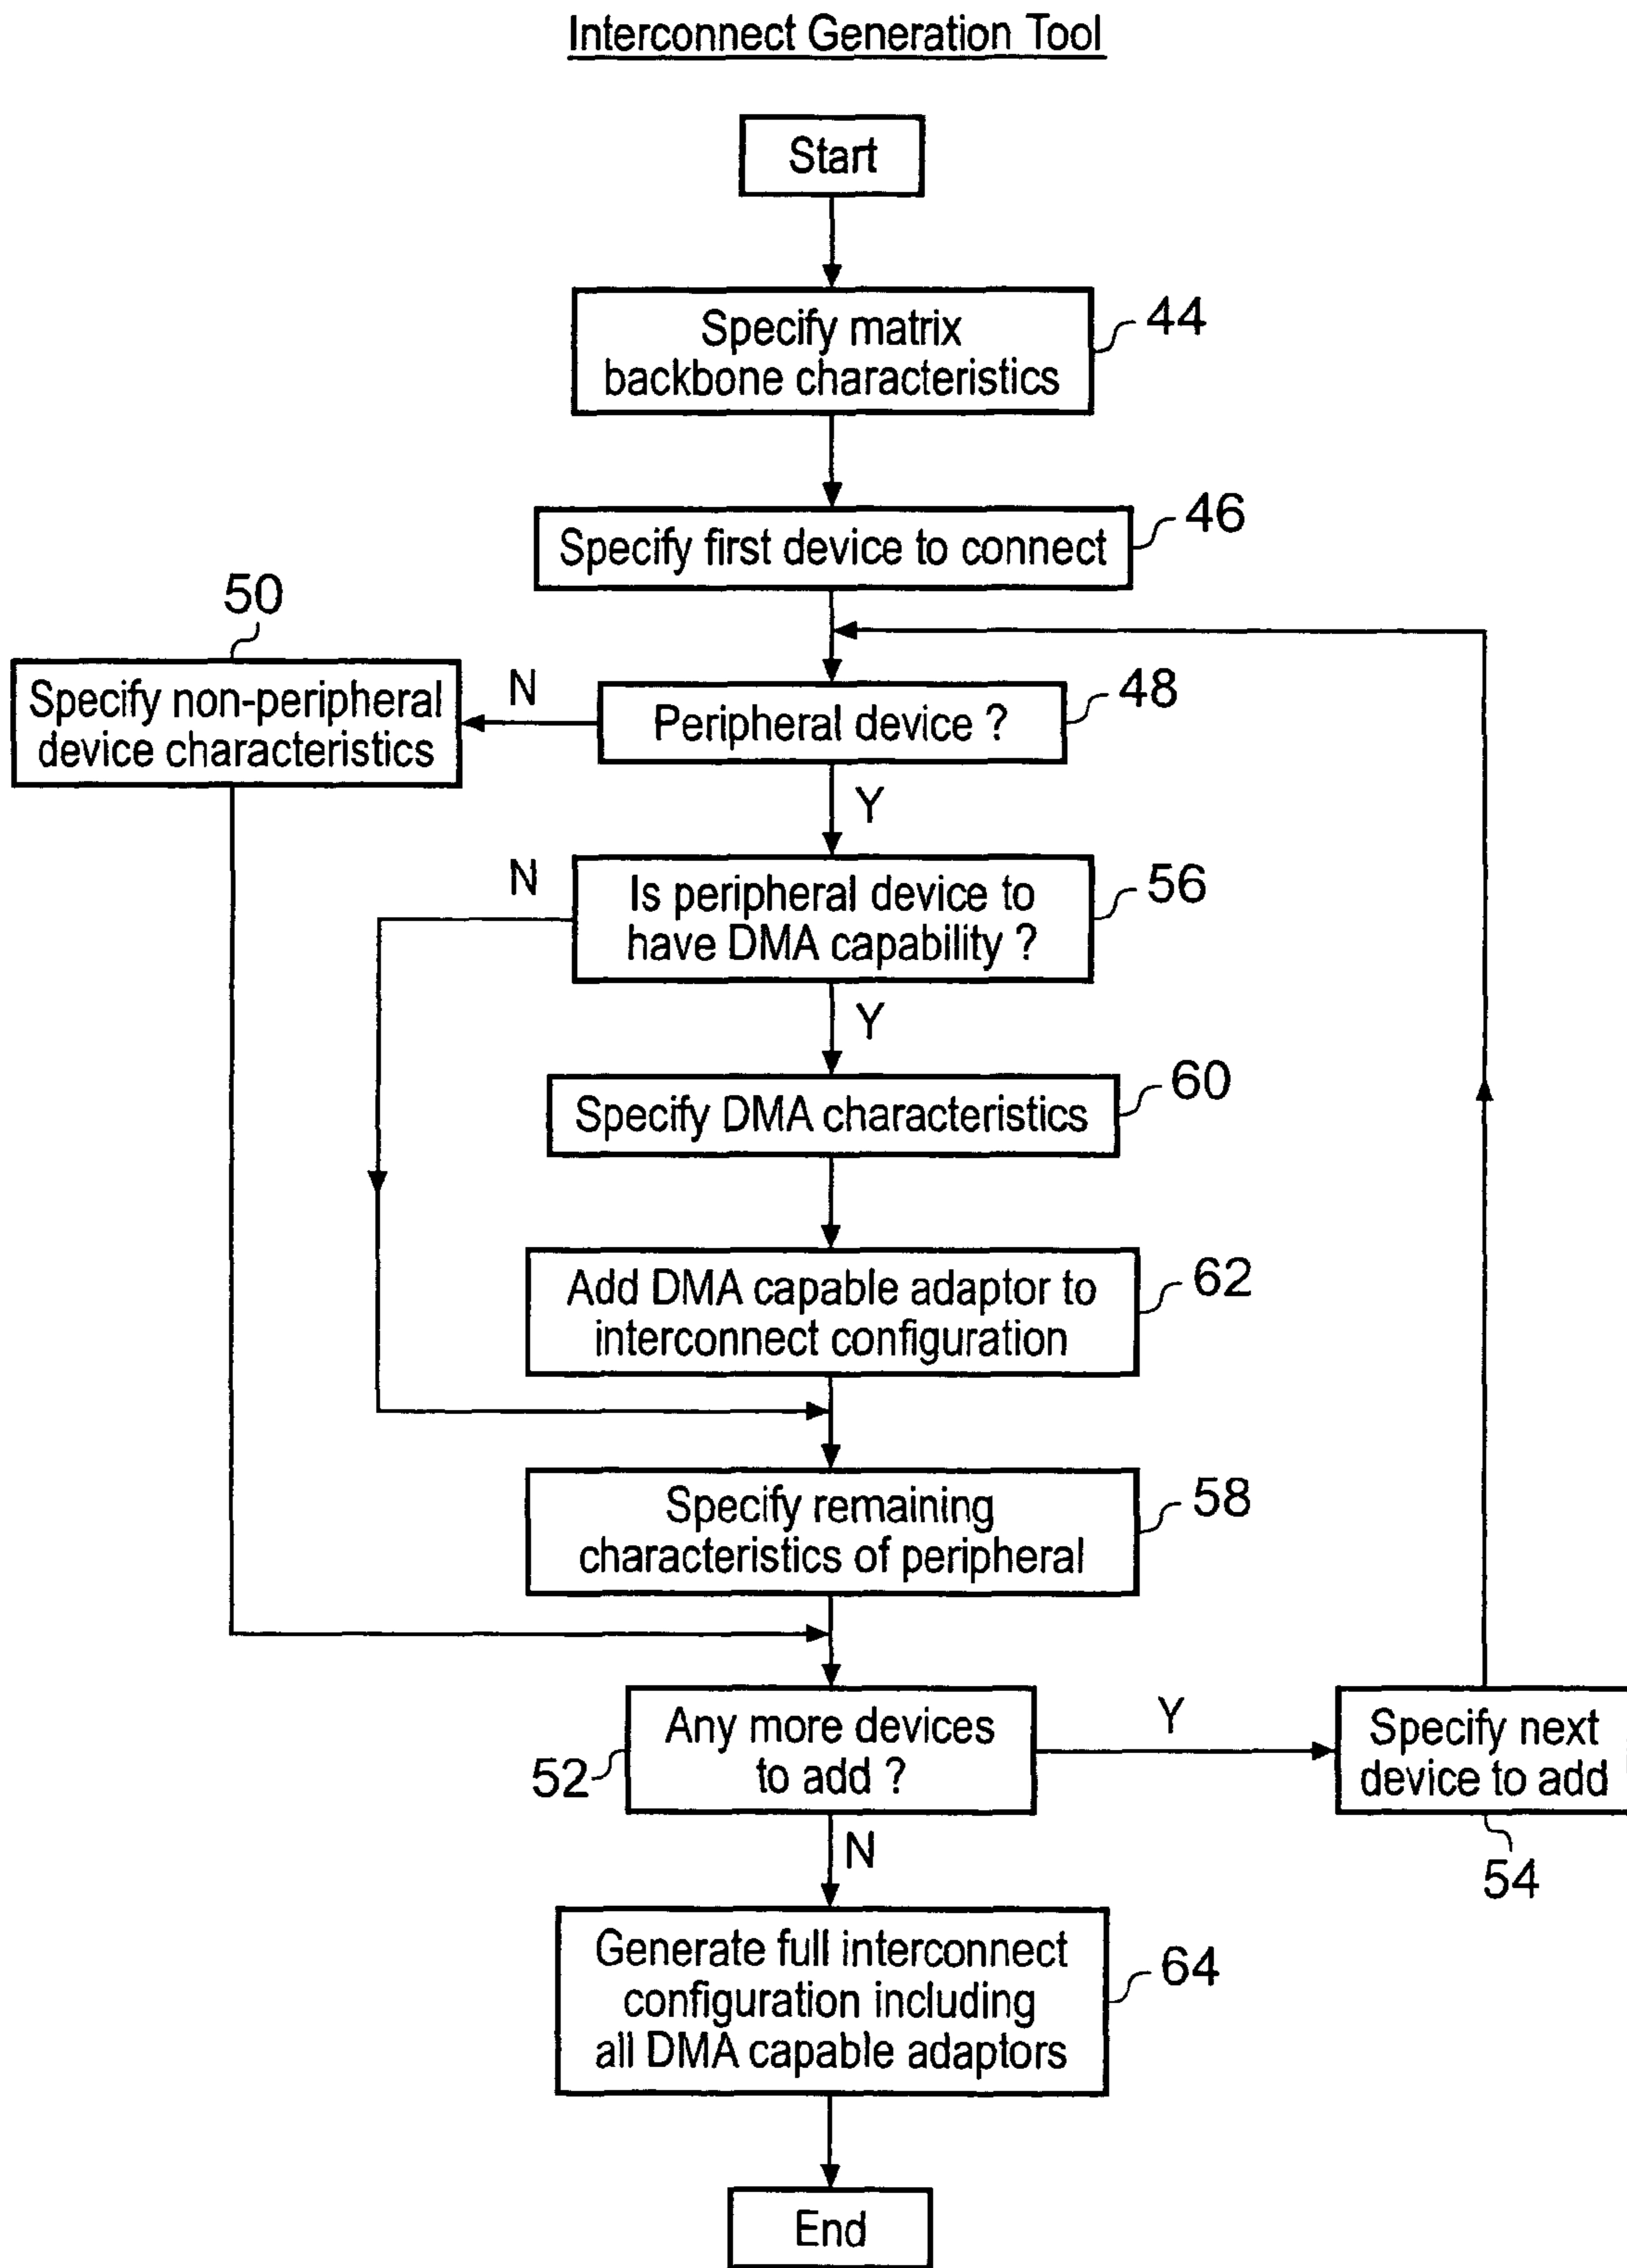 Interconnect Generation Tool
Start
Specify matrix
backbone characteristics
44
Specify first device to connect
46
50
Specify non-peripheral
device characteristics
N
Peripheral device ?
48
Y
N
Is peripheral device to
have DMA capability ?
56
Y
Specify DMA characteristics
60
Add DMA capable adaptor to
interconnect configuration
62
Specify remaining
characteristics of peripheral
58
Any more devices
to add ?
52
Y
Specify next
device to add
54
N
Generate full interconnect
configuration including
all DMA capable adaptors
64
End